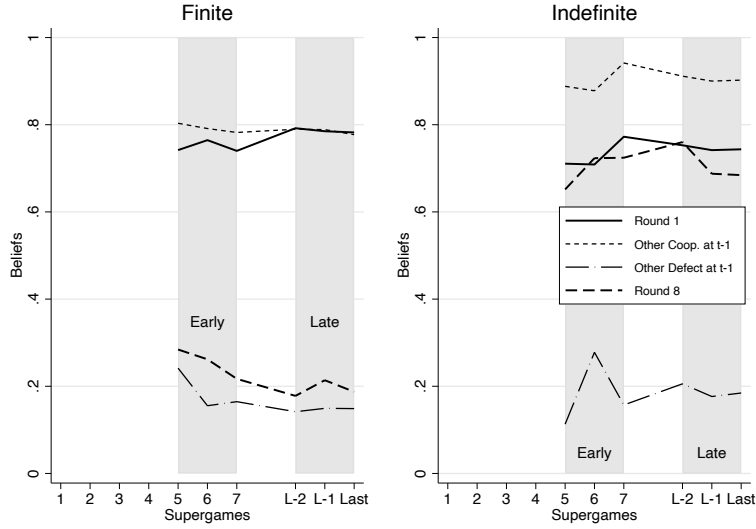 Finite
Indefinite
Beliefs
1
.8
.6
.4
.2
0
Early
Late
1 2 3 4 5 6 7 L-2 L-1 Last
Supergames
Beliefs
1
.8
.6
.4
.2
0
Round 1
Other Coop. at t-1
Other Defect at t-1
Round 8
Early
Late
1 2 3 4 5 6 7 L-2 L-1 Last
Supergames